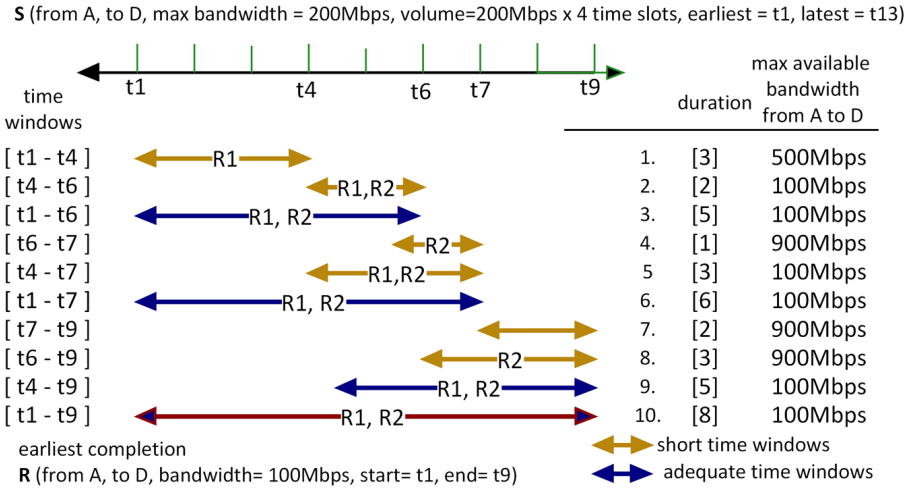 S (from A, to D, max bandwidth = 200Mbps, volume=200Mbps x 4 time slots, earliest = t1, latest = t13)
t1 t4 t6 t7 t9
time windows
duration
max available bandwidth from A to D
[ t1 - t4 ] R1 1. [3] 500Mbps
[ t4 - t6 ] R1,R2 2. [2] 100Mbps
[ t1 - t6 ] R1, R2 3. [5] 100Mbps
[ t6 - t7 ] R2 4. [1] 900Mbps
[ t4 - t7 ] R1,R2 5 [3] 100Mbps
[ t1 - t7 ] R1, R2 6. [6] 100Mbps
[ t7 - t9 ] 7. [2] 900Mbps
[ t6 - t9 ] R2 8. [3] 900Mbps
[ t4 - t9 ] R1, R2 9. [5] 100Mbps
[ t1 - t9 ] R1, R2 10. [8] 100Mbps
earliest completion
R (from A, to D, bandwidth= 100Mbps, start= t1, end= t9)
short time windows
adequate time windows